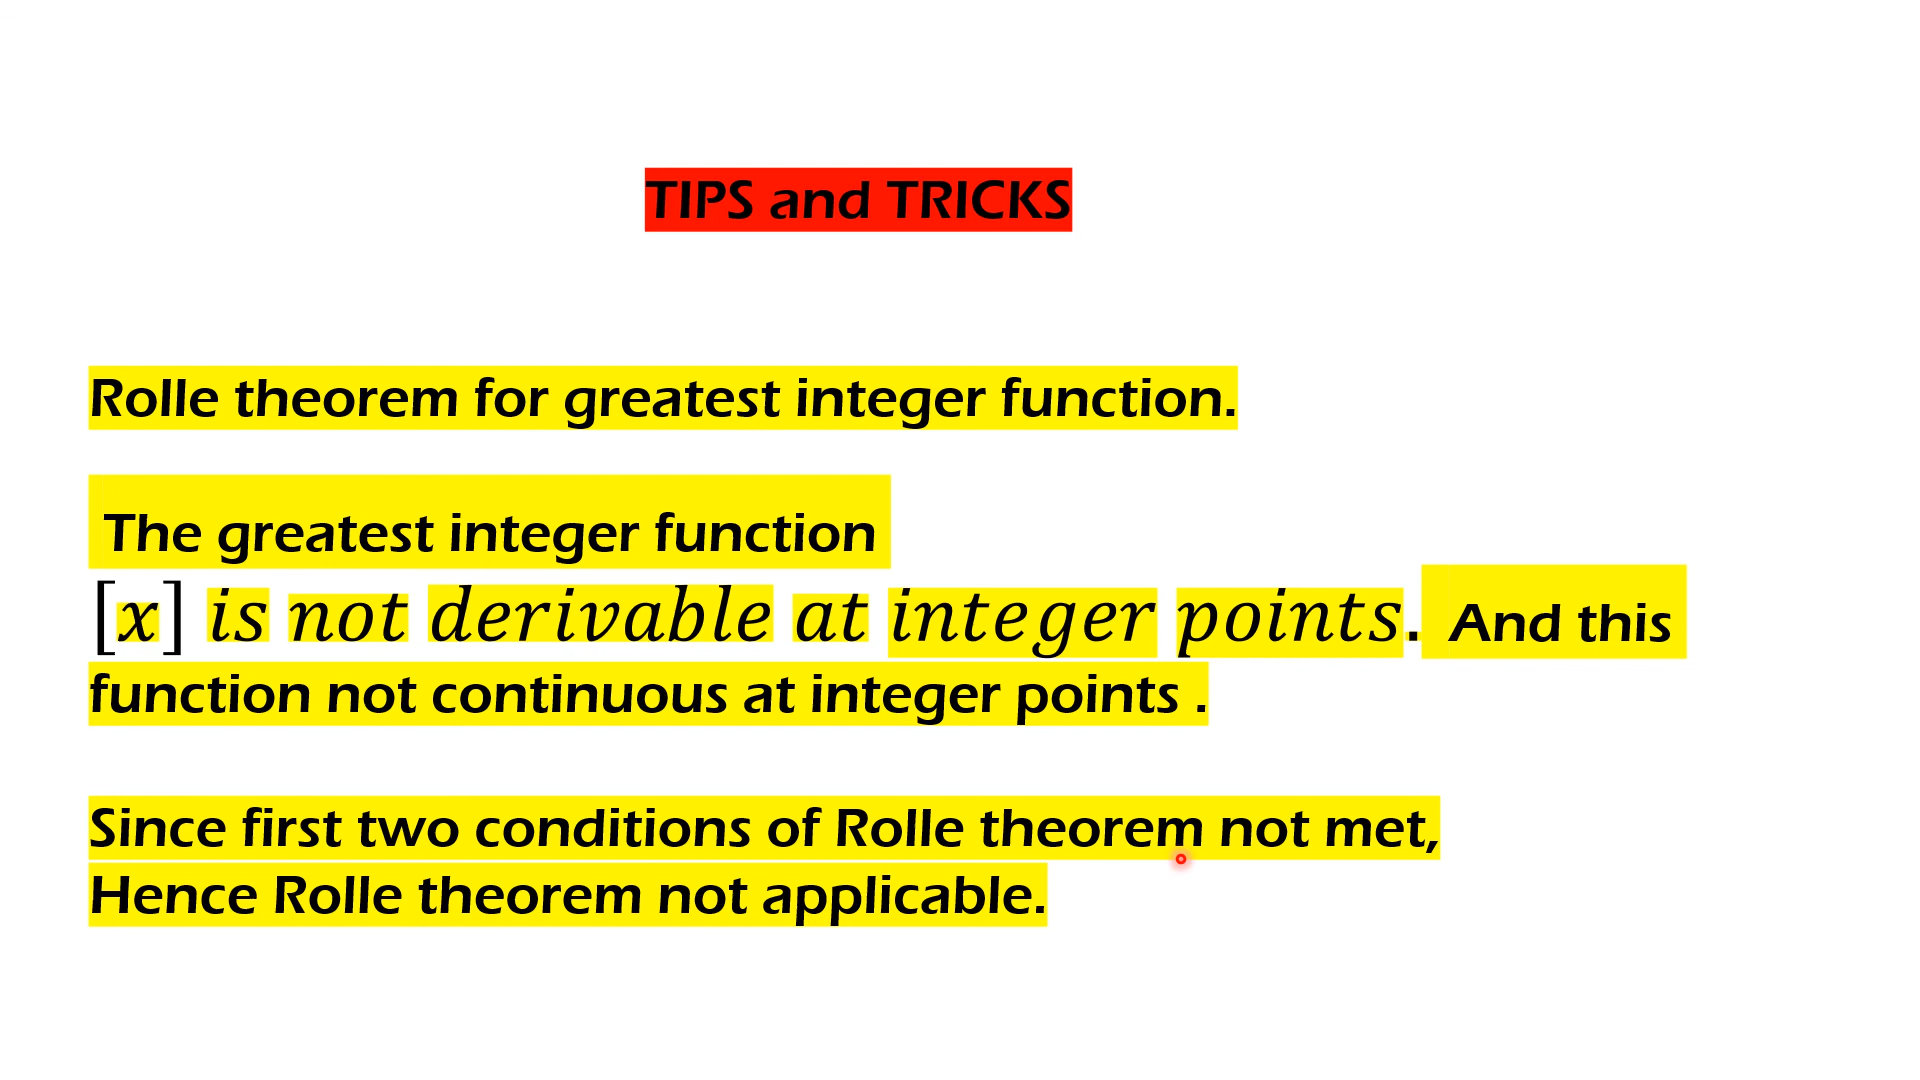 TIPS and TRICKS
Rolle theorem for greatest integer function.
The greatest integer function
[x] is not derivable at integer points. And this
function not continuous at integer points .
Since first two conditions of Rolle theorem not met,
Hence Rolle theorem not applicable.